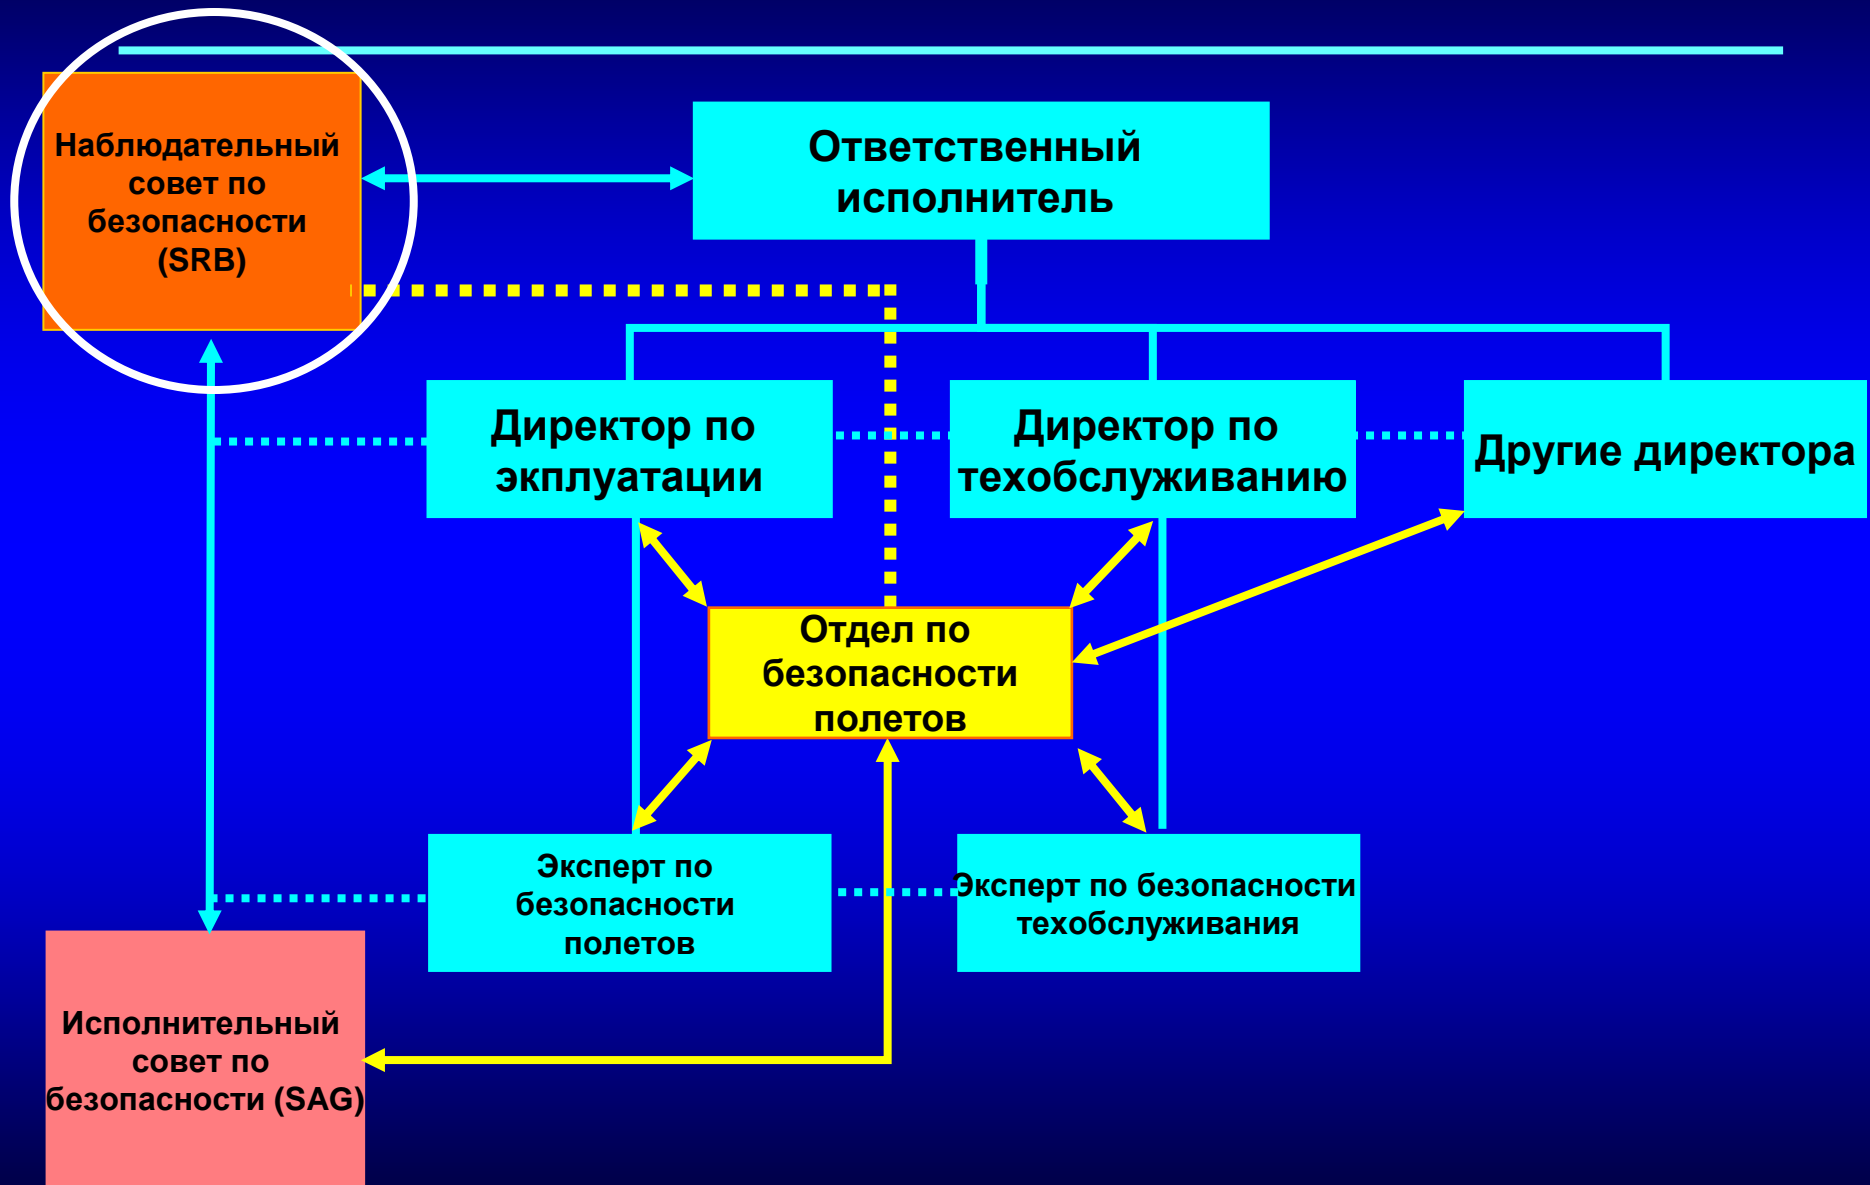 Наблюдательный
совет по
безопасности
(SRB)
Ответственный
исполнитель
Директор по
экплуатации
Директор по
техобслуживанию
Другие директора
Отдел по
безопасности
полетов
Эксперт по
безопасности
полетов
Эксперт по безопасности
техобслуживания
Исполнительный
совет по
безопасности (SAG)